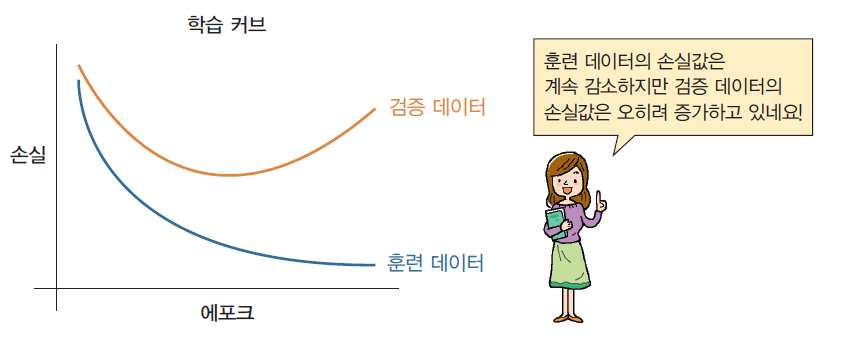 학습 커브
훈련 데이터의 손실값은
계속 감소하지만 검증 데이터의
손실값은 오히려 증가하고 있네요!
검증 데이터
손실
훈련 데이터
에포크